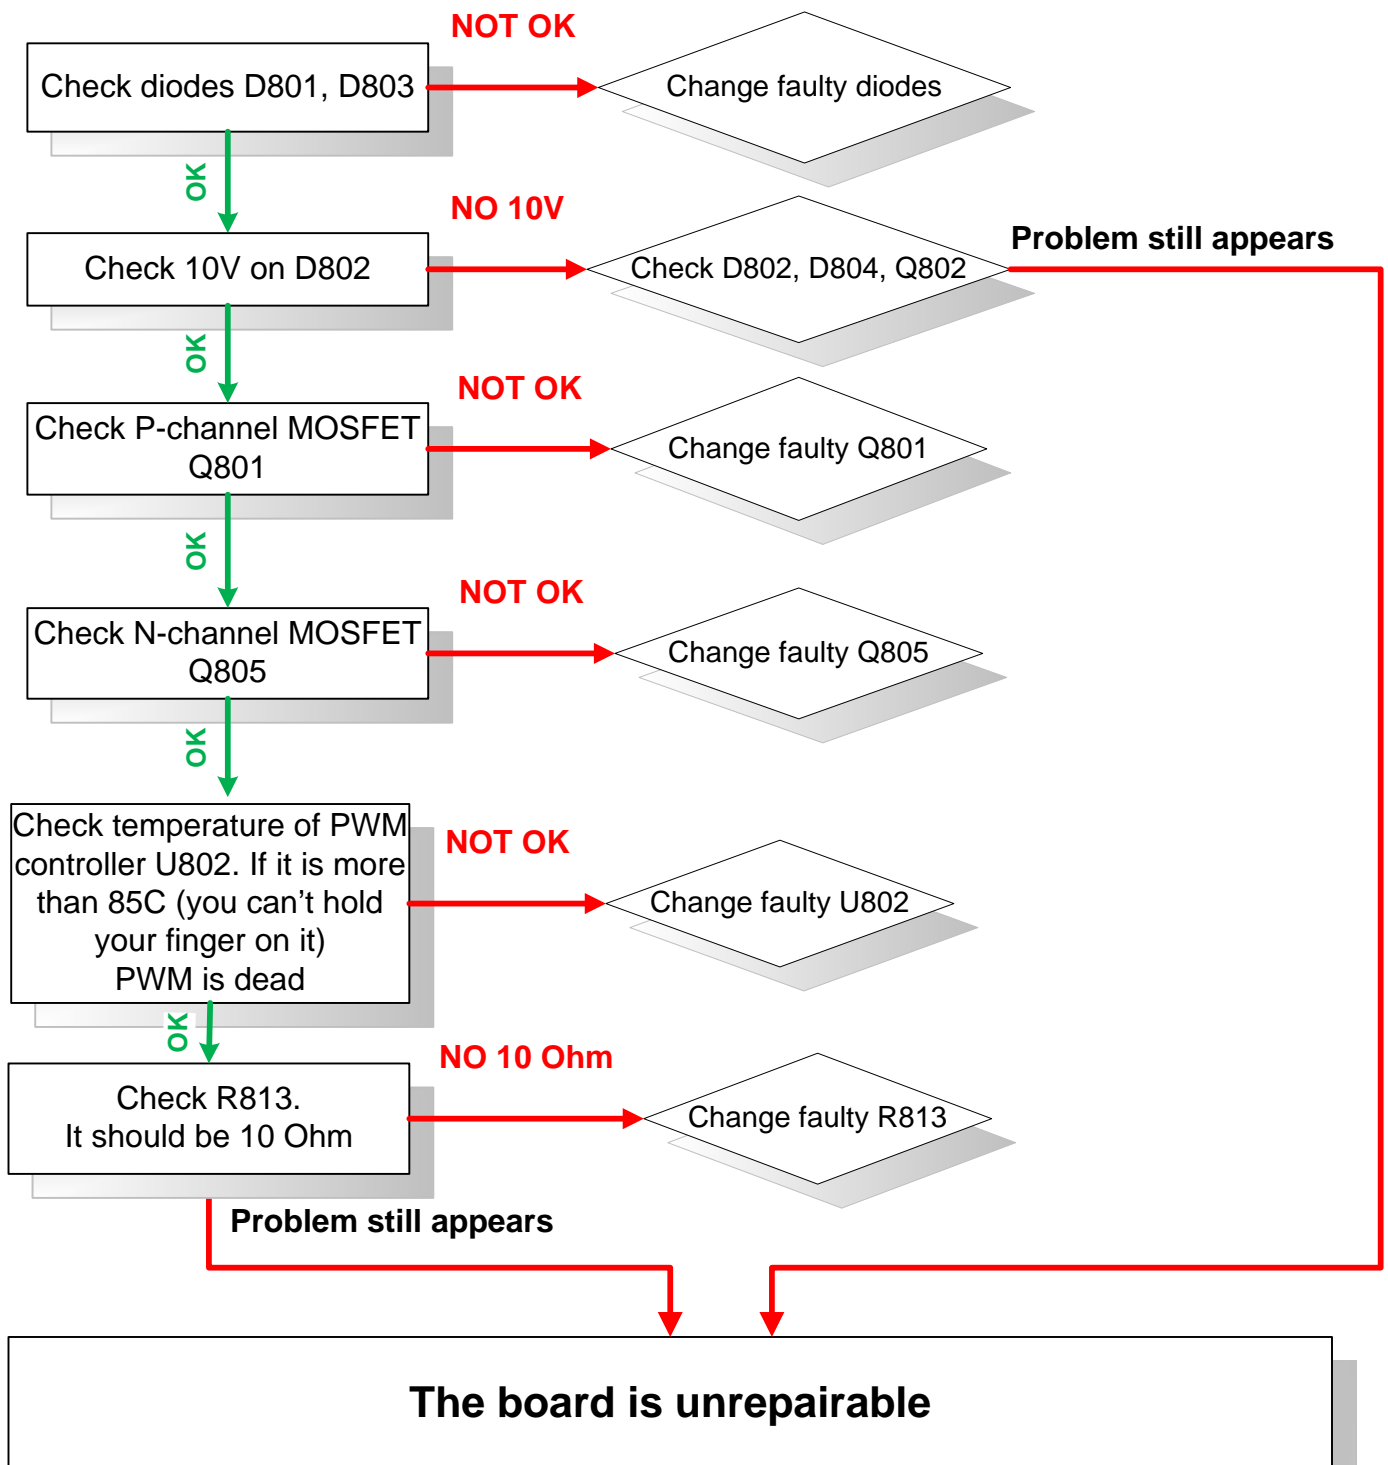 NOT OK
Check diodes D801, D803
Change faulty diodes
OK
NO 10V
Problem still appears
Check 10V on D802
Check D802, D804, Q802
OK
NOT OK
Check P-channel MOSFET
Q801
Change faulty Q801
OK
NOT OK
Check N-channel MOSFET
Q805
Change faulty Q805
OK
Check temperature of PWM
controller U802. If it is more
than 85C (you can't hold
your finger on it)
PWM is dead
NOT OK
Change faulty U802
OK
NO 10 Ohm
Check R813.
It should be 10 Ohm
Change faulty R813
Problem still appears
The board is unrepairable